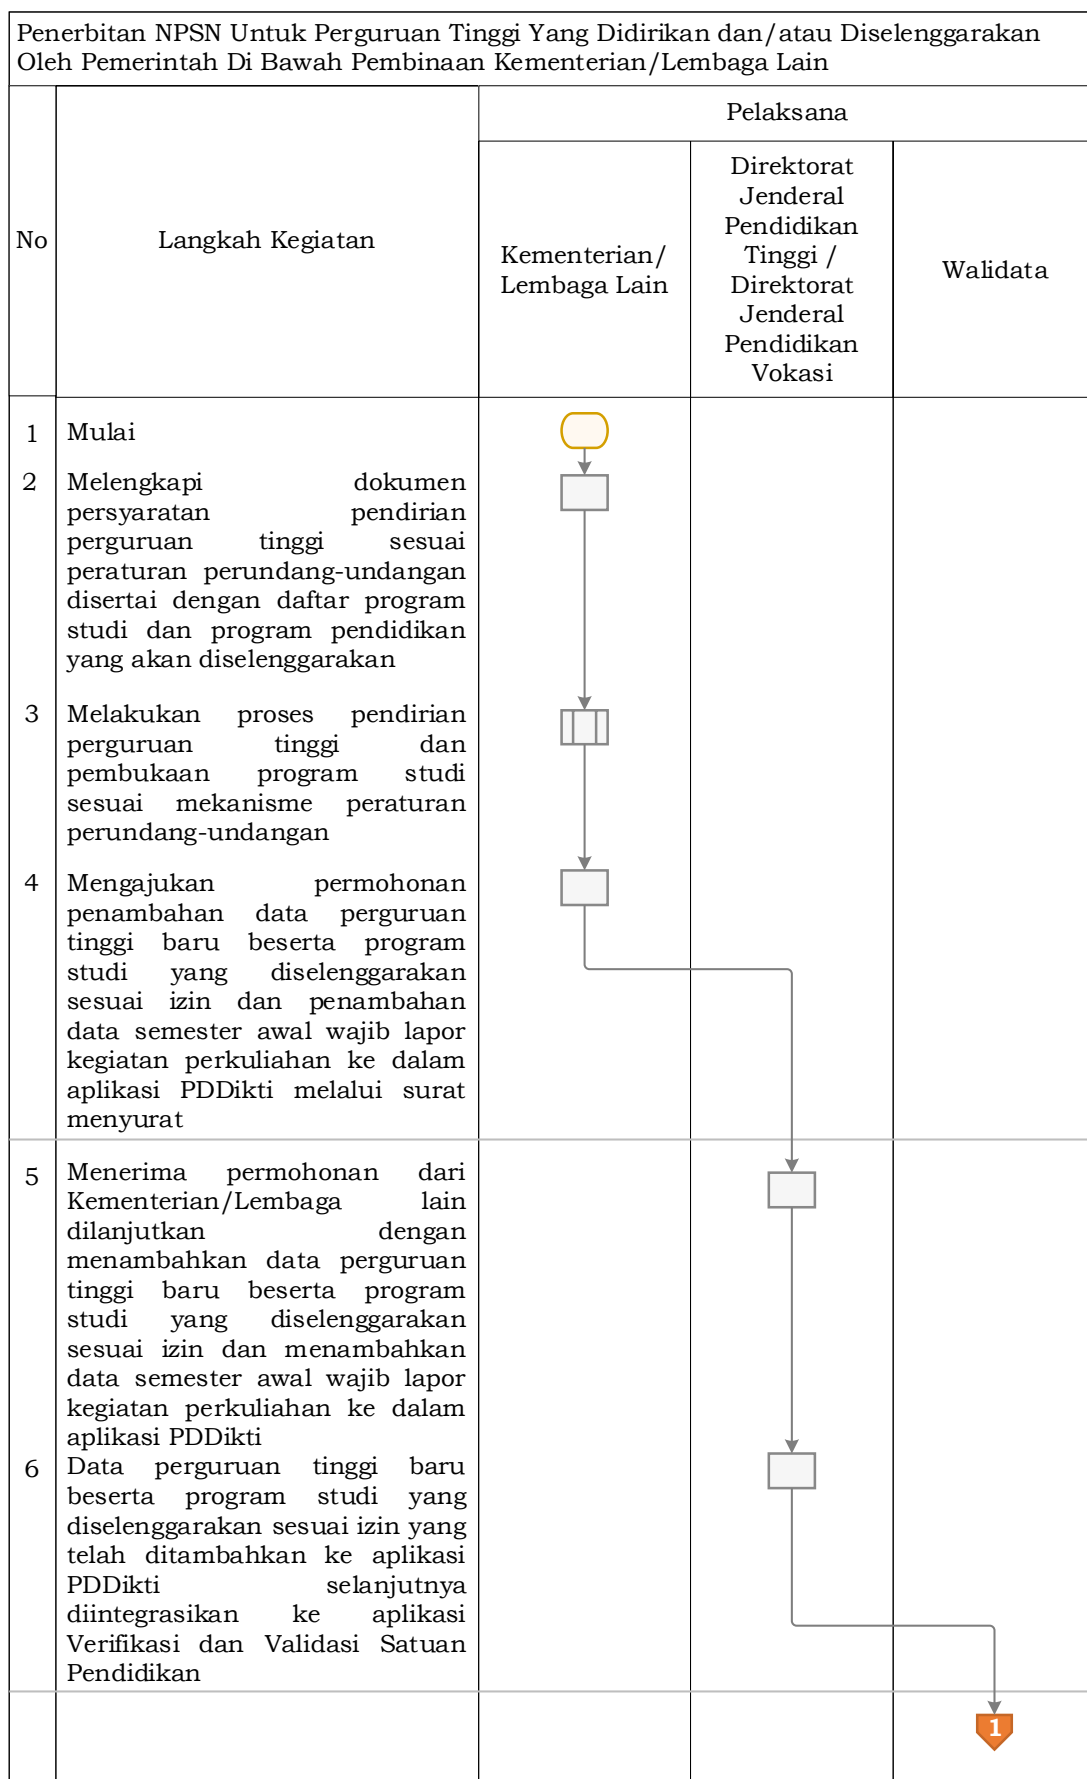 Penerbitan NPSN Untuk Perguruan Tinggi Yang Didirikan dan/atau Diselenggarakan
Oleh Pemerintah Di Bawah Pembinaan Kementerian/Lembaga Lain
No
Langkah Kegiatan
Pelaksana
Kementerian/
Lembaga Lain
Direktorat
Jenderal
Pendidikan
Tinggi /
Direktorat
Jenderal
Pendidikan
Vokasi
Walidata
1 Mulai
2 Melengkapi dokumen
persyaratan pendirian
perguruan tinggi sesuai
peraturan perundang-undangan
disertai dengan daftar program
studi dan program pendidikan
yang akan diselenggarakan
3 Melakukan proses pendirian
perguruan tinggi dan
pembukaan program studi
sesuai mekanisme peraturan
perundang-undangan
4 Mengajukan permohonan
penambahan data perguruan
tinggi baru beserta program
studi yang diselenggarakan
sesuai izin dan penambahan
data semester awal wajib lapor
kegiatan perkuliahan ke dalam
aplikasi PDDikti melalui surat
menyurat
5 Menerima permohonan dari
Kementerian/Lembaga lain
dilanjutkan dengan
menambahkan data perguruan
tinggi baru beserta program
studi yang diselenggarakan
sesuai izin dan menambahkan
data semester awal wajib lapor
kegiatan perkuliahan ke dalam
aplikasi PDDikti
6 Data perguruan tinggi baru
beserta program studi yang
diselenggarakan sesuai izin yang
telah ditambahkan ke aplikasi
PDDikti selanjutnya
diintegrasikan ke aplikasi
Verifikasi dan Validasi Satuan
Pendidikan
1